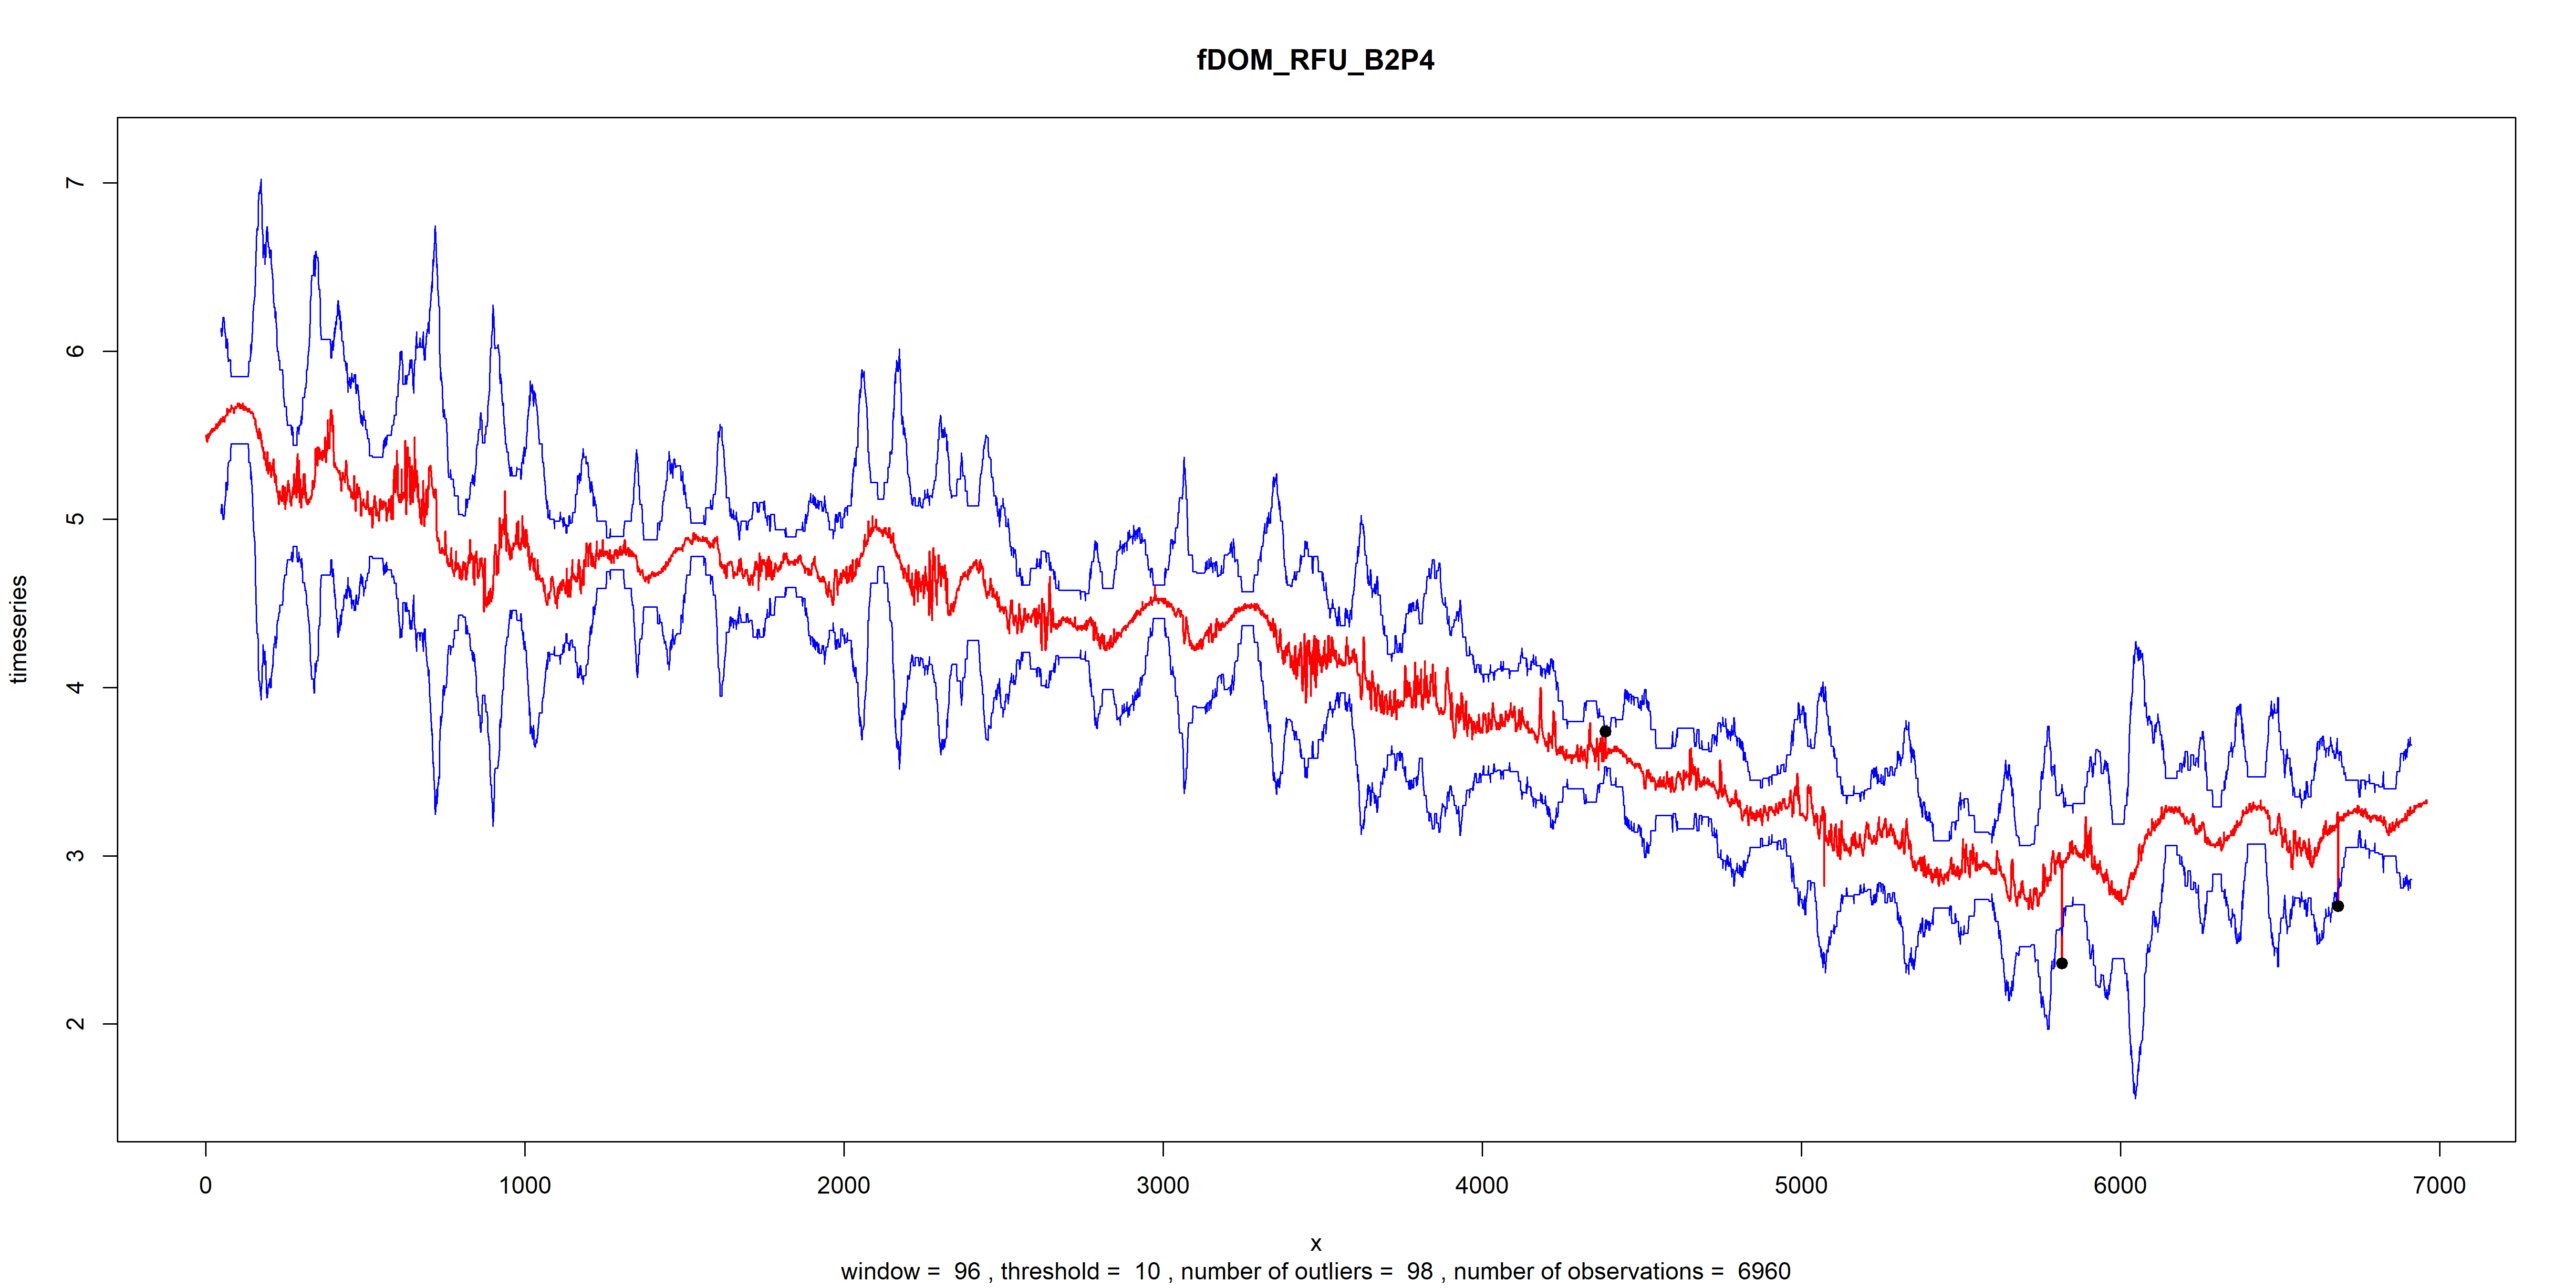 fDOM_RFU_B2P4
7
6
5
4
3
2
timeseries
0 1000 2000 3000 4000 5000 6000 7000
x
window =  96 , threshold =  10 , number of outliers =  98 , number of observations =  6960